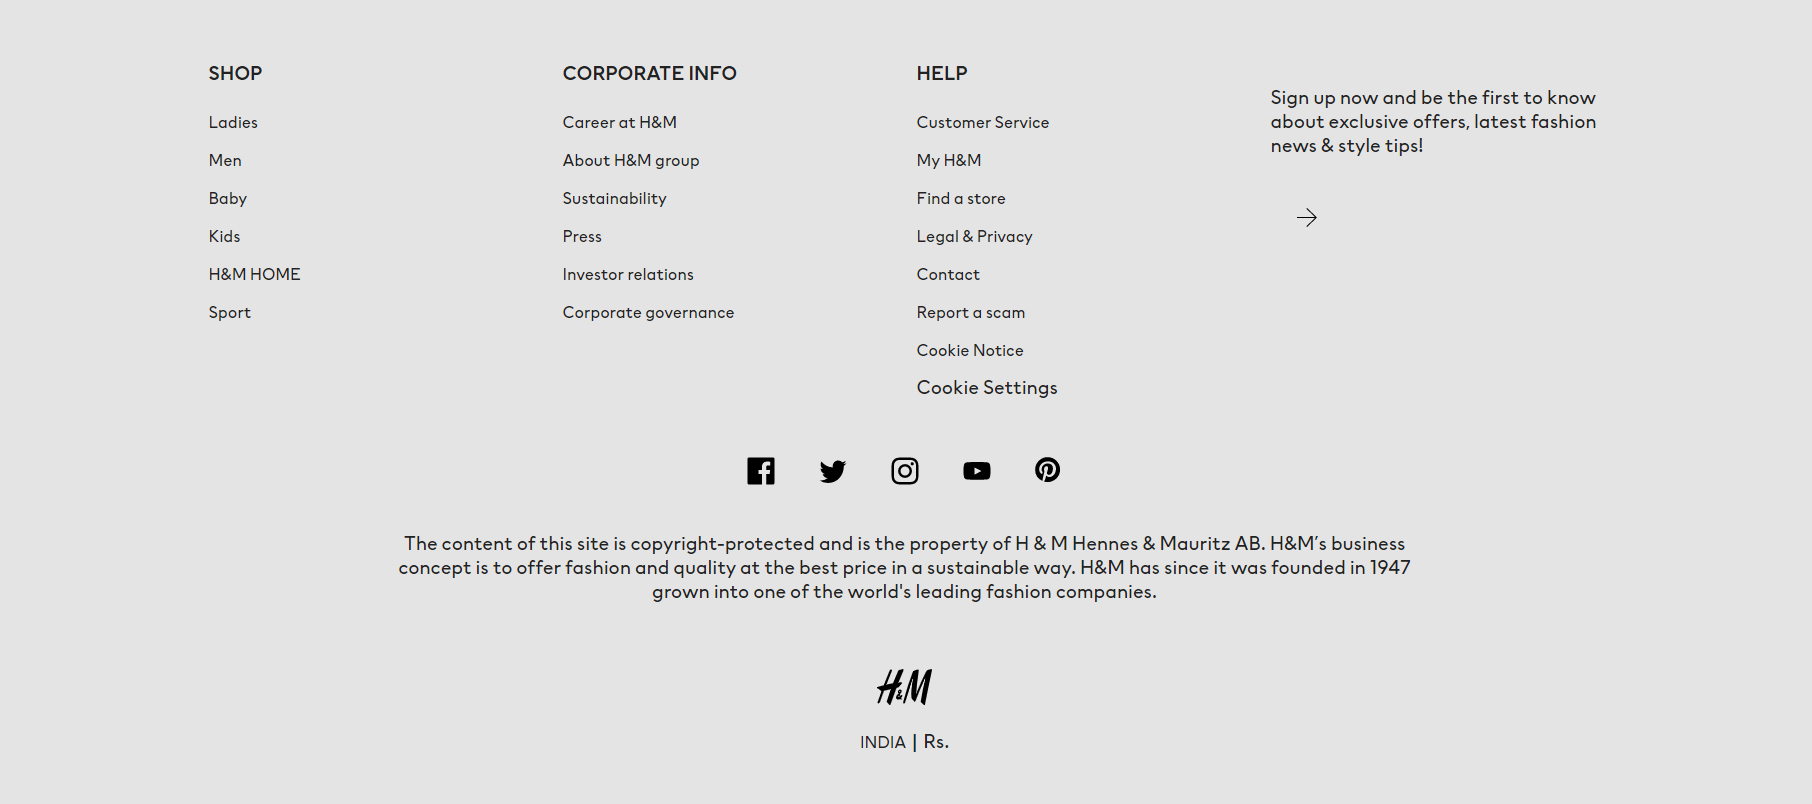 SHOP
Ladies
Men
Baby
Kids
H&M HOME
Sport
CORPORATE INFO
Career at H&M
About H&M group
Sustainability
Press
Investor relations
Corporate governance
HELP
Customer Service
My H&M
Find a store
Legal & Privacy
Contact
Report a scam
Cookie Notice
Cookie Settings
Sign up now and be the first to know
about exclusive offers, latest fashion
news & style tips!
The content of this site is copyright-protected and is the property of H & M Hennes & Mauritz AB. H&M’s business
concept is to offer fashion and quality at the best price in a sustainable way. H&M has since it was founded in 1947
grown into one of the world's leading fashion companies.
H&M
INDIA | Rs.